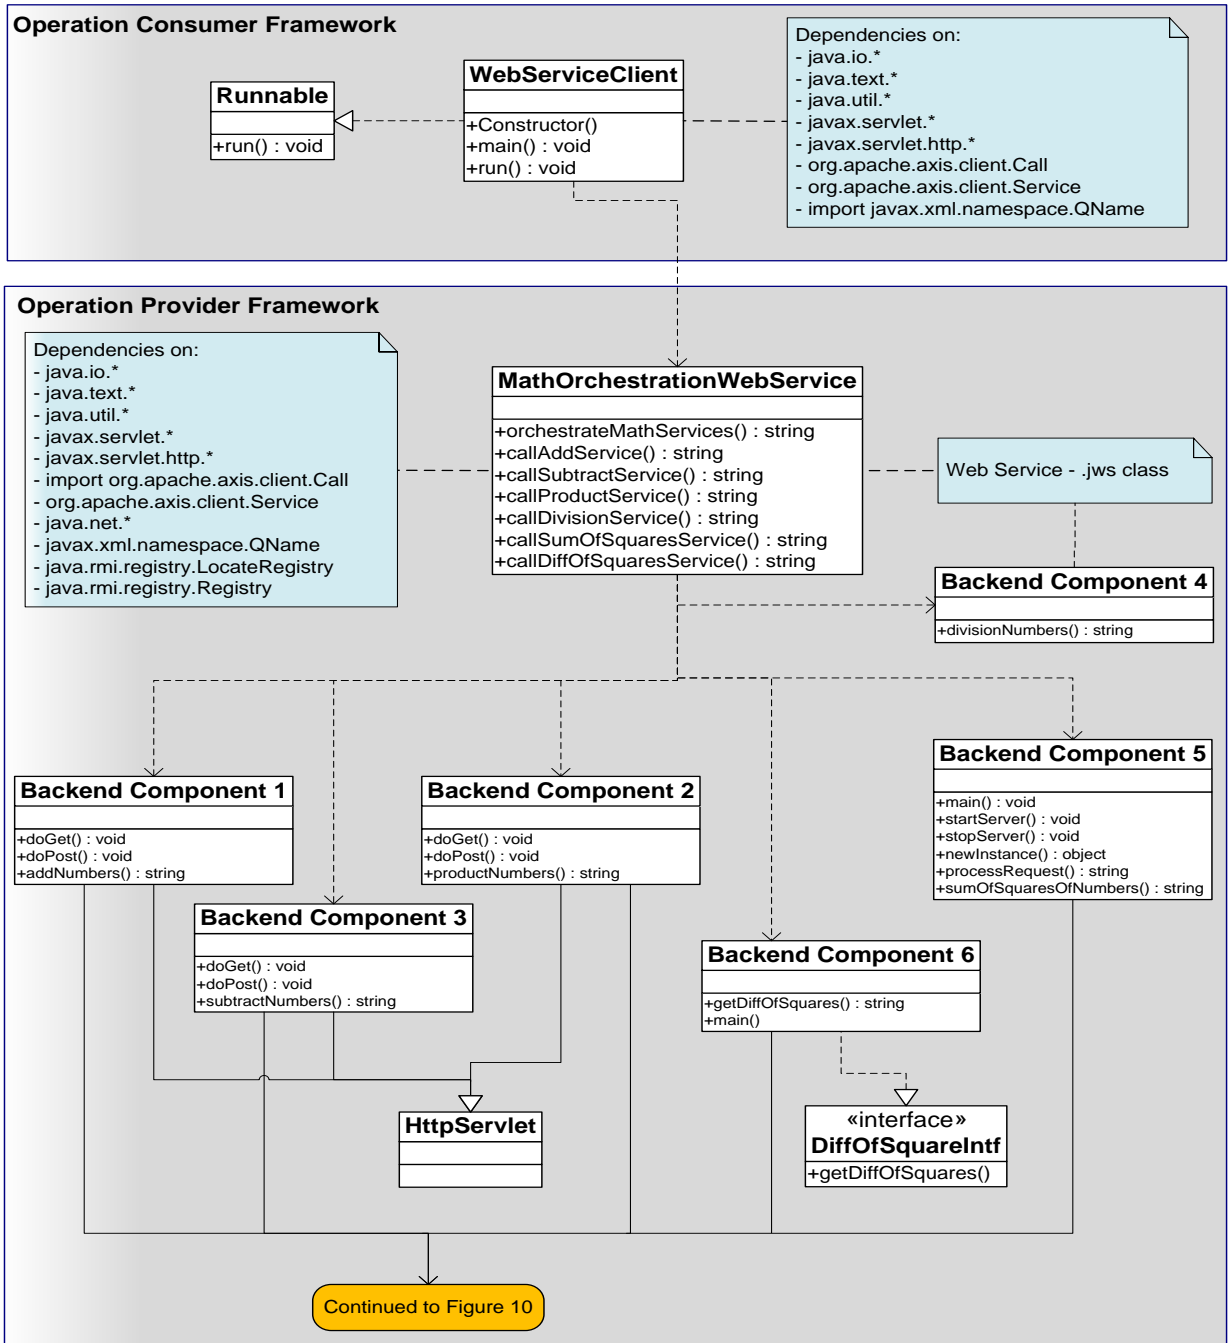 Operation Consumer Framework
Runnable
+run() : void
WebServiceClient
+Constructor()
+main() : void
+run() : void
Dependencies on:
- java.io.*
- java.text.*
- java.util.*
- javax.servlet.*
- javax.servlet.http.*
- org.apache.axis.client.Call
- org.apache.axis.client.Service
- import javax.xml.namespace.QName
Operation Provider Framework
Dependencies on:
- java.io.*
- java.text.*
- java.util.*
- javax.servlet.*
- javax.servlet.http.*
- import org.apache.axis.client.Call
- org.apache.axis.client.Service
- java.net.*
- javax.xml.namespace.QName
- java.rmi.registry.LocateRegistry
- java.rmi.registry.Registry
MathOrchestrationWebService
+orchestrateMathServices() : string
+callAddService() : string
+callSubtractService() : string
+callProductService() : string
+callDivisionService() : string
+callSumOfSquaresService() : string
+callDiffOfSquaresService() : string
Web Service - .jws class
Backend Component 4
+divisionNumbers() : string
Backend Component 1
+doGet() : void
+doPost() : void
+addNumbers() : string
Backend Component 2
+doGet() : void
+doPost() : void
+productNumbers() : string
Backend Component 5
+main() : void
+startServer() : void
+stopServer() : void
+newInstance() : object
+processRequest() : string
+sumOfSquaresOfNumbers() : string
Backend Component 3
+doGet() : void
+doPost() : void
+subtractNumbers() : string
Backend Component 6
+getDiffOfSquares() : string
+main()
HttpServlet
«interface»
DiffOfSquareIntf
+getDiffOfSquares()
Continued to Figure 10